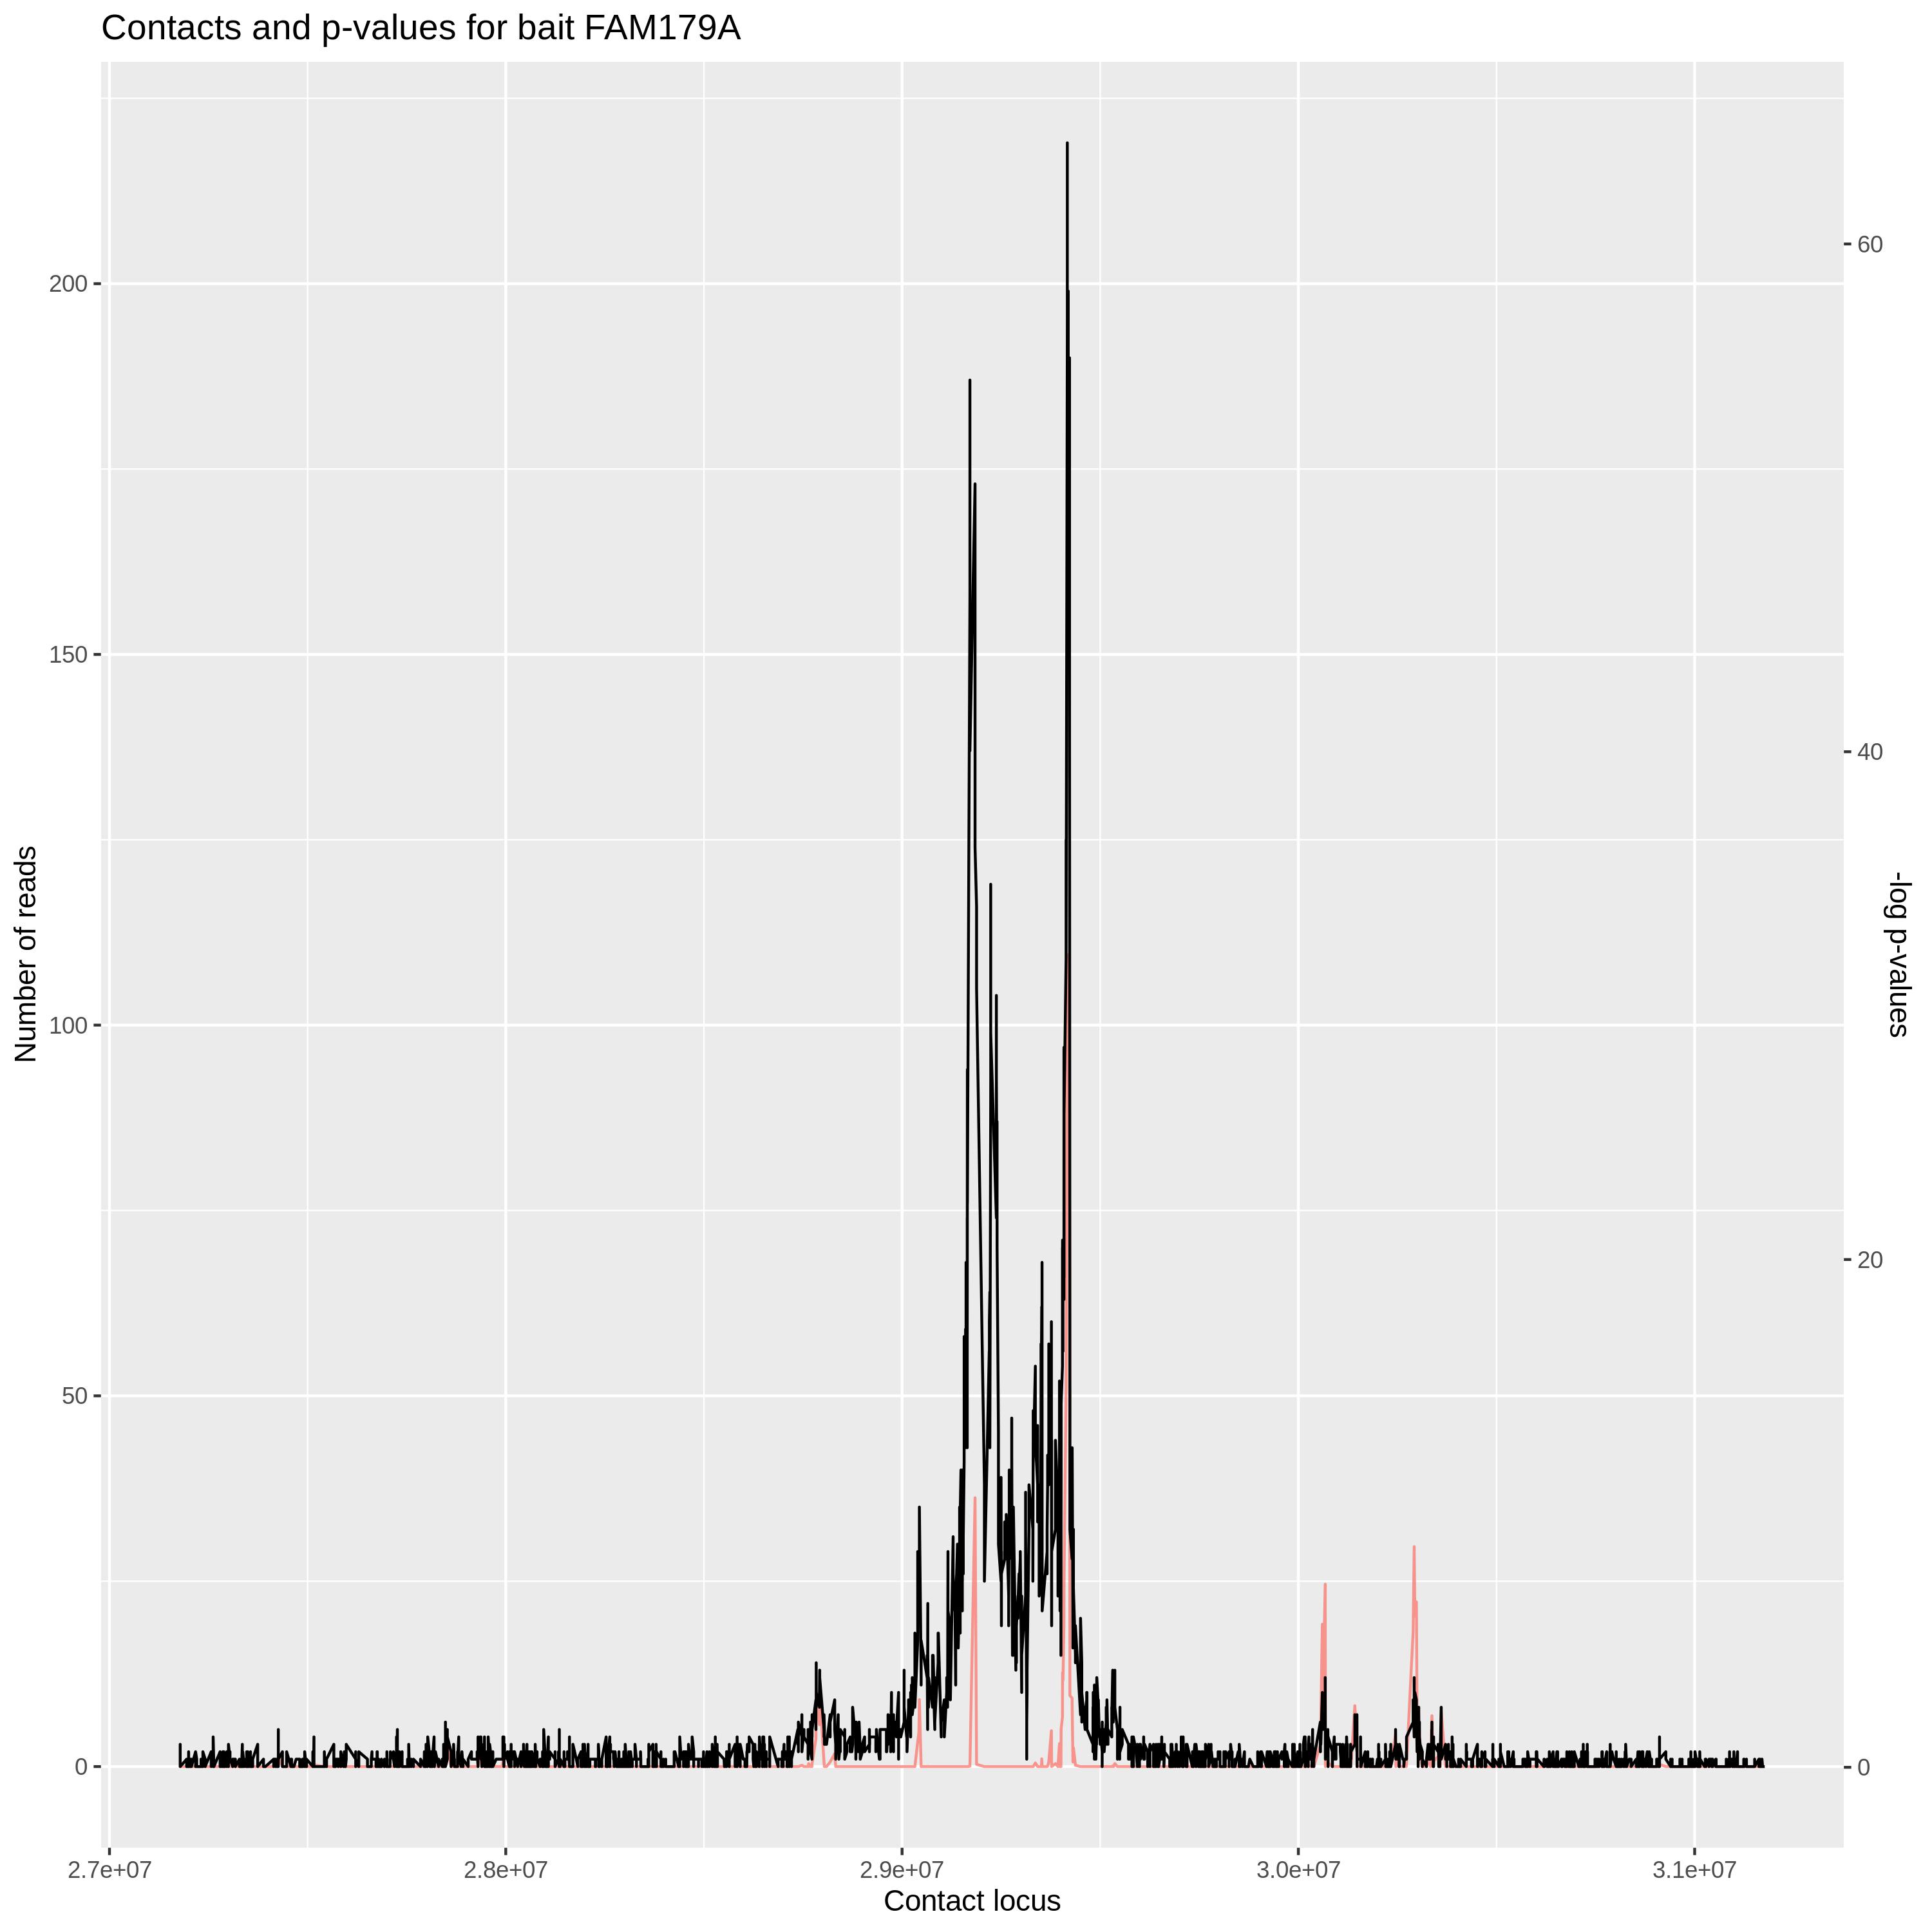 Contacts and p-values for bait FAM179A
Number of reads
200
150
100
50
0
60
40
20
0
-log p-values
2.7e+07 2.8e+07 2.9e+07 3.0e+07 3.1e+07
Contact locus